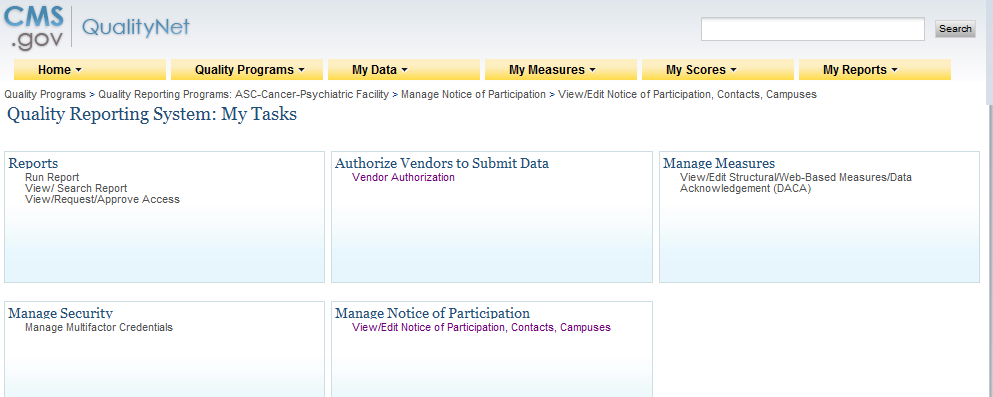 CMS
.gov
QualityNet
Search
Home
Quality Programs
My Data
My Measures
My Scores
My Reports
Quality Programs > Quality Reporting Programs: ASC-Cancer-Psychiatric Facility > Manage Notice of Participation > View/Edit Notice of Participation, Contacts, Campuses
Quality Reporting System: My Tasks
Reports
Run Report
View/ Search Report
View/Request/Approve Access
Authorize Vendors to Submit Data
Vendor Authorization
Manage Measures
View/Edit Structural/Web-Based Measures/Data
Acknowledgement (DACA)
Manage Security
Manage Multifactor Credentials
Manage Notice of Participation
View/Edit Notice of Participation, Contacts, Campuses